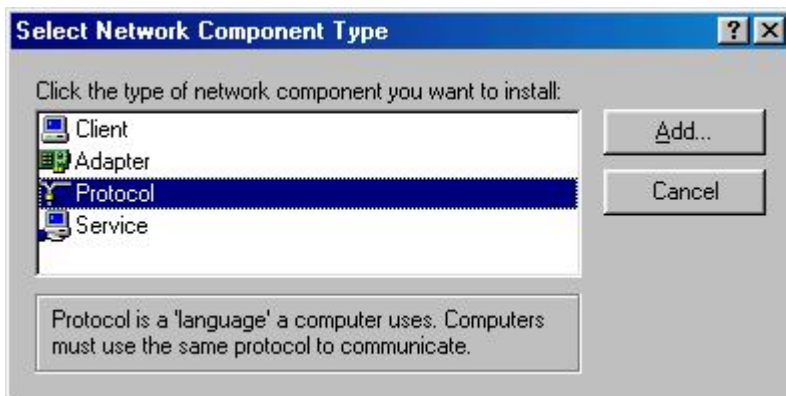 Select Network Component Type
Click the type of network component you want to install:
Client
Adapter
Protocol
Service
Add...
Cancel
Protocol is a 'language' a computer uses. Computers
must use the same protocol to communicate.